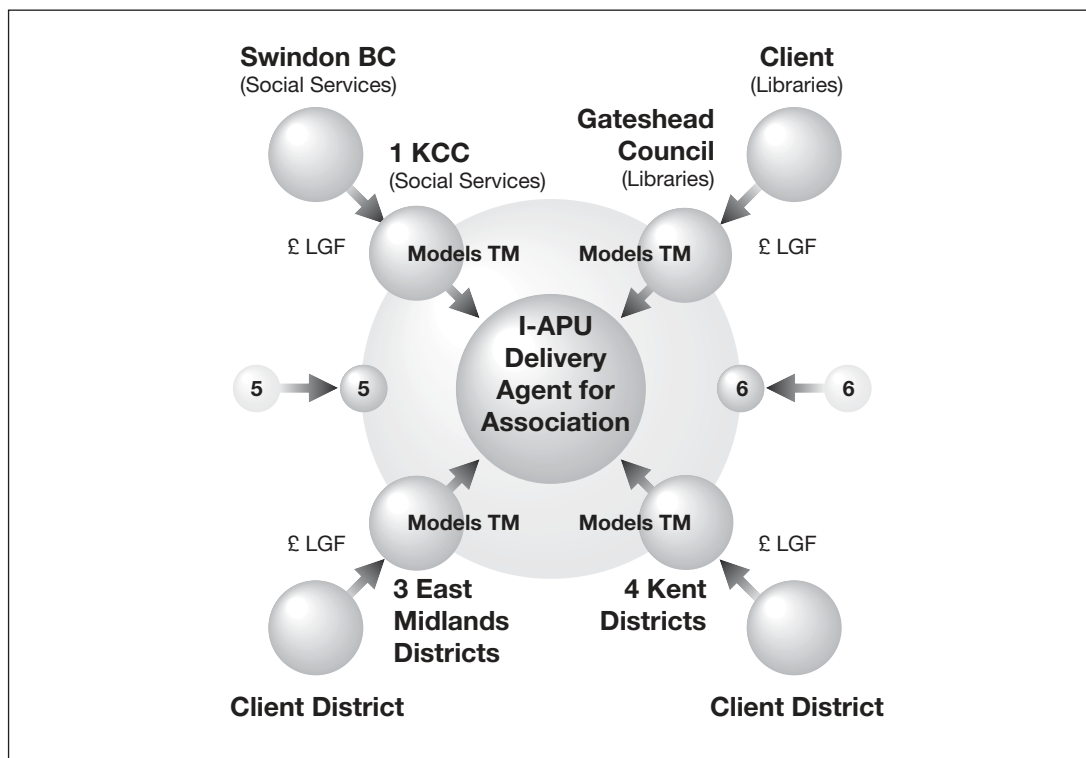 Swindon BC
(Social Services)
Client
(Libraries)
1 KCC
(Social Services)
Gateshead
Council
(Libraries)
£ LGF
Models TM
Models TM
£ LGF
I-APU
Delivery
Agent for
Association
5
5
6
6
£ LGF
Models TM
Models TM
£ LGF
3 East
Midlands
Districts
4 Kent
Districts
Client District
Client District